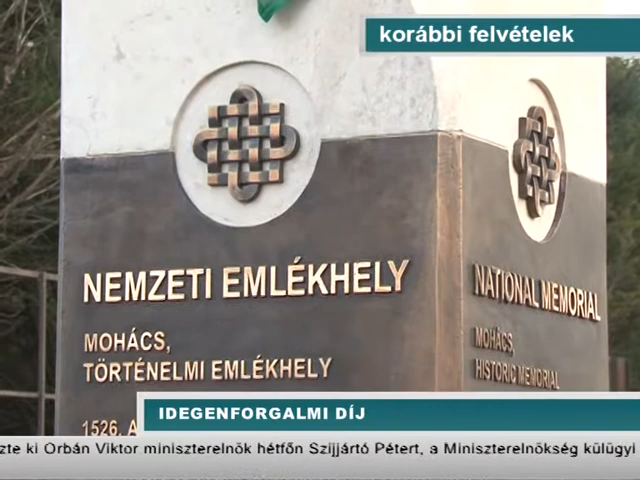 korábbi felvételek
NEMZETI EMLÉKHELY
MOHÁCS,
TÖRTÉNELMI EMLÉKHELY
1526. A
NATIONAL MEMORIAL
MOHÁCS,
HISTORIC MEMORIAL
IDEGENFORGALMI DÍJ
zte ki Orbán Viktor miniszterelnök hétfőn Szijjártó Pétert, a Miniszterelnökség külügyi